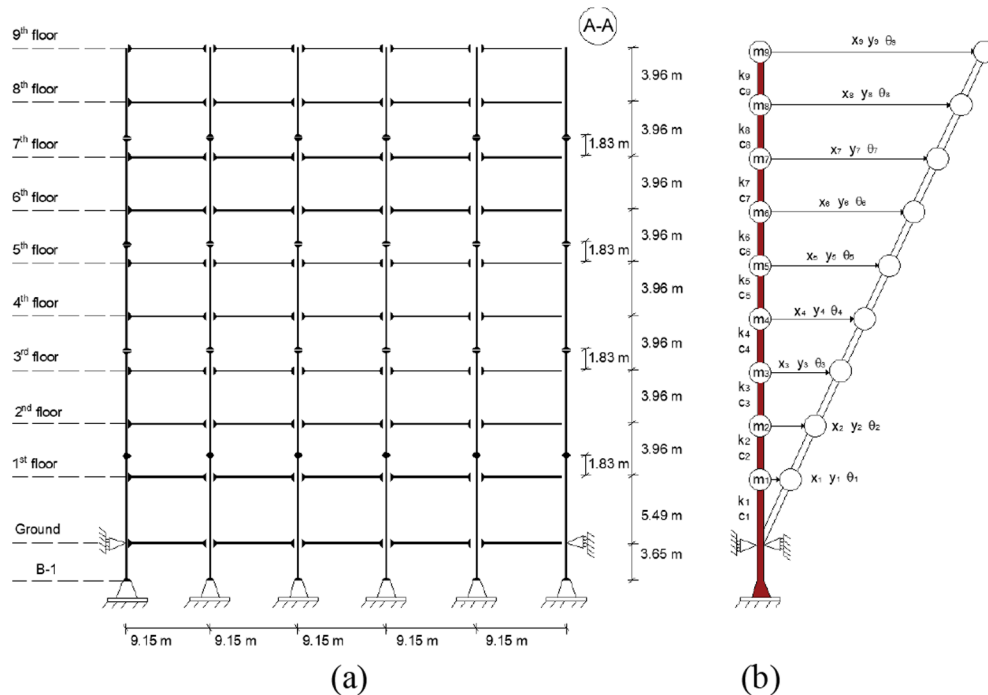 A-A
9th floor
8th floor
7th floor
6th floor
5th floor
4th floor
3rd floor
2nd floor
1st floor
Ground
B-1
3.96 m
3.96 m
3.96 m
3.96 m
3.96 m
3.96 m
3.96 m
3.96 m
5.49 m
3.65 m
1.83 m
1.83 m
1.83 m
1.83 m
9.15 m
9.15 m
9.15 m
9.15 m
9.15 m
(a)
m9 x9 y9 θ9
k9
c9
m8 x8 y8 θ8
k8
c8
m7 x7 y7 θ7
k7
c7
m6 x6 y6 θ6
k6
c6
m5 x5 y5 θ5
k5
c5
m4 x4 y4 θ4
k4
c4
m3 x3 y3 θ3
k3
c3
m2 x2 y2 θ2
k2
c2
m1 x1 y1 θ1
k1
c1
(b)